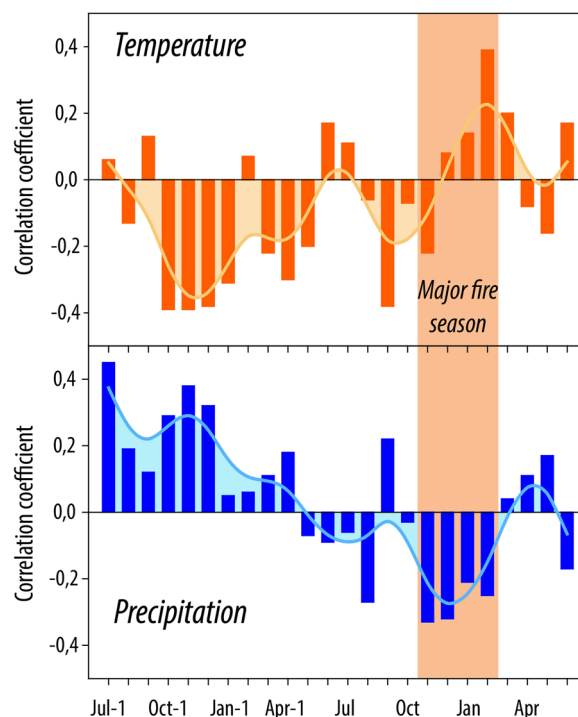 Temperature
Correlation coefficient
0,4
0,2
0,0
-0,2
-0,4
Major fire
season
Precipitation
Correlation coefficient
0,4
0,2
0,0
-0,2
-0,4
Jul-1 Oct-1 Jan-1 Apr-1 Jul Oct Jan Apr